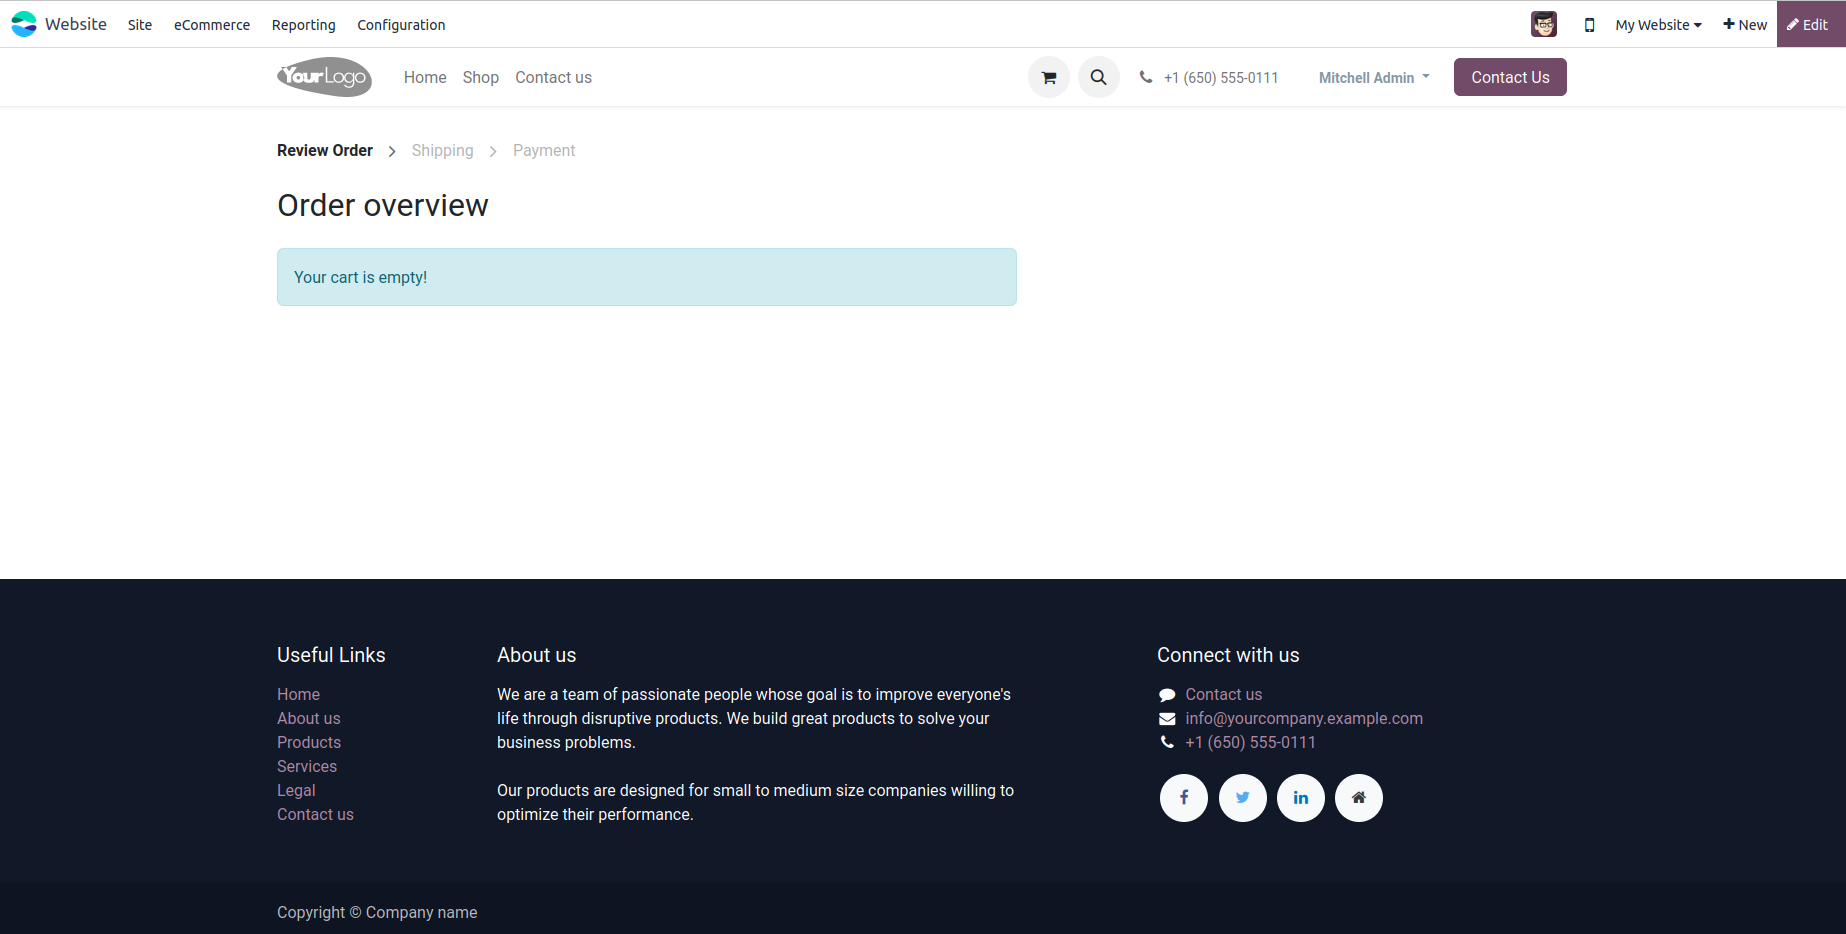 Website Site eCommerce Reporting Configuration My Website New Edit
YourLogo Home Shop Contact us +1 (650) 555-0111 Mitchell Admin Contact Us
Review Order Shipping Payment
Order overview
Your cart is empty!
Useful Links
Home
About us
Products
Services
Legal
Contact us
About us
We are a team of passionate people whose goal is to improve everyone's
life through disruptive products. We build great products to solve your
business problems.
Our products are designed for small to medium size companies willing to
optimize their performance.
Connect with us
Contact us
info@yourcompany.example.com
+1 (650) 555-0111
Copyright © Company name